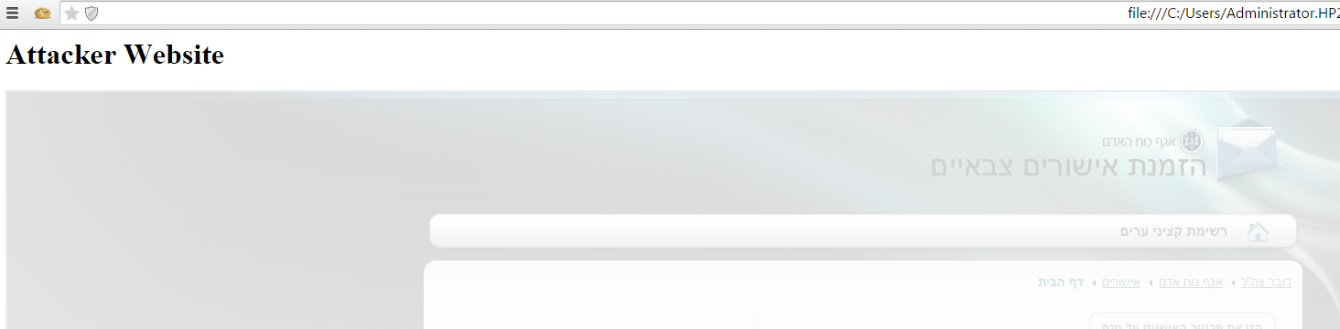 file:///C:/Users/Administrator.HP2
Attacker Website
אגף כוח האדם
הזמנת אישורים צבאיים
רשימת קציני ערים
דובר צה"ל אגף כוח אדם אישורים דף הבית